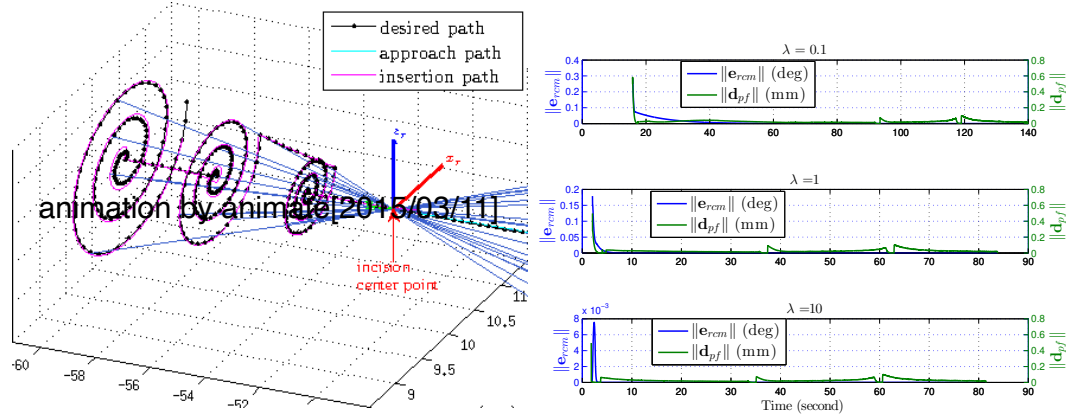 desired path
approach path
insertion path
z_r
x_r
animation by animate[2015/03/11]
incision
center point
-60
-58
-56
-54
-52
9
9.5
10
10.5
11
λ = 0.1
‖e_rcm‖ (deg)
‖d_pf‖ (mm)
‖e_rcm‖
0.4
0.3
0.2
0.1
0
0.8
0.6
0.4
0.2
0
‖d_pf‖
0 20 40 60 80 100 120 140
λ =1
‖e_rcm‖ (deg)
‖d_pf‖ (mm)
‖e_rcm‖
0.2
0.15
0.1
0.05
0
0.8
0.6
0.4
0.2
0
‖d_pf‖
0 10 20 30 40 50 60 70 80 90
λ =10
x 10⁻³
‖e_rcm‖ (deg)
‖d_pf‖ (mm)
‖e_rcm‖
8
6
4
2
0
0.8
0.6
0.4
0.2
0
‖d_pf‖
0 10 20 30 40 50 60 70 80 90
Time (second)